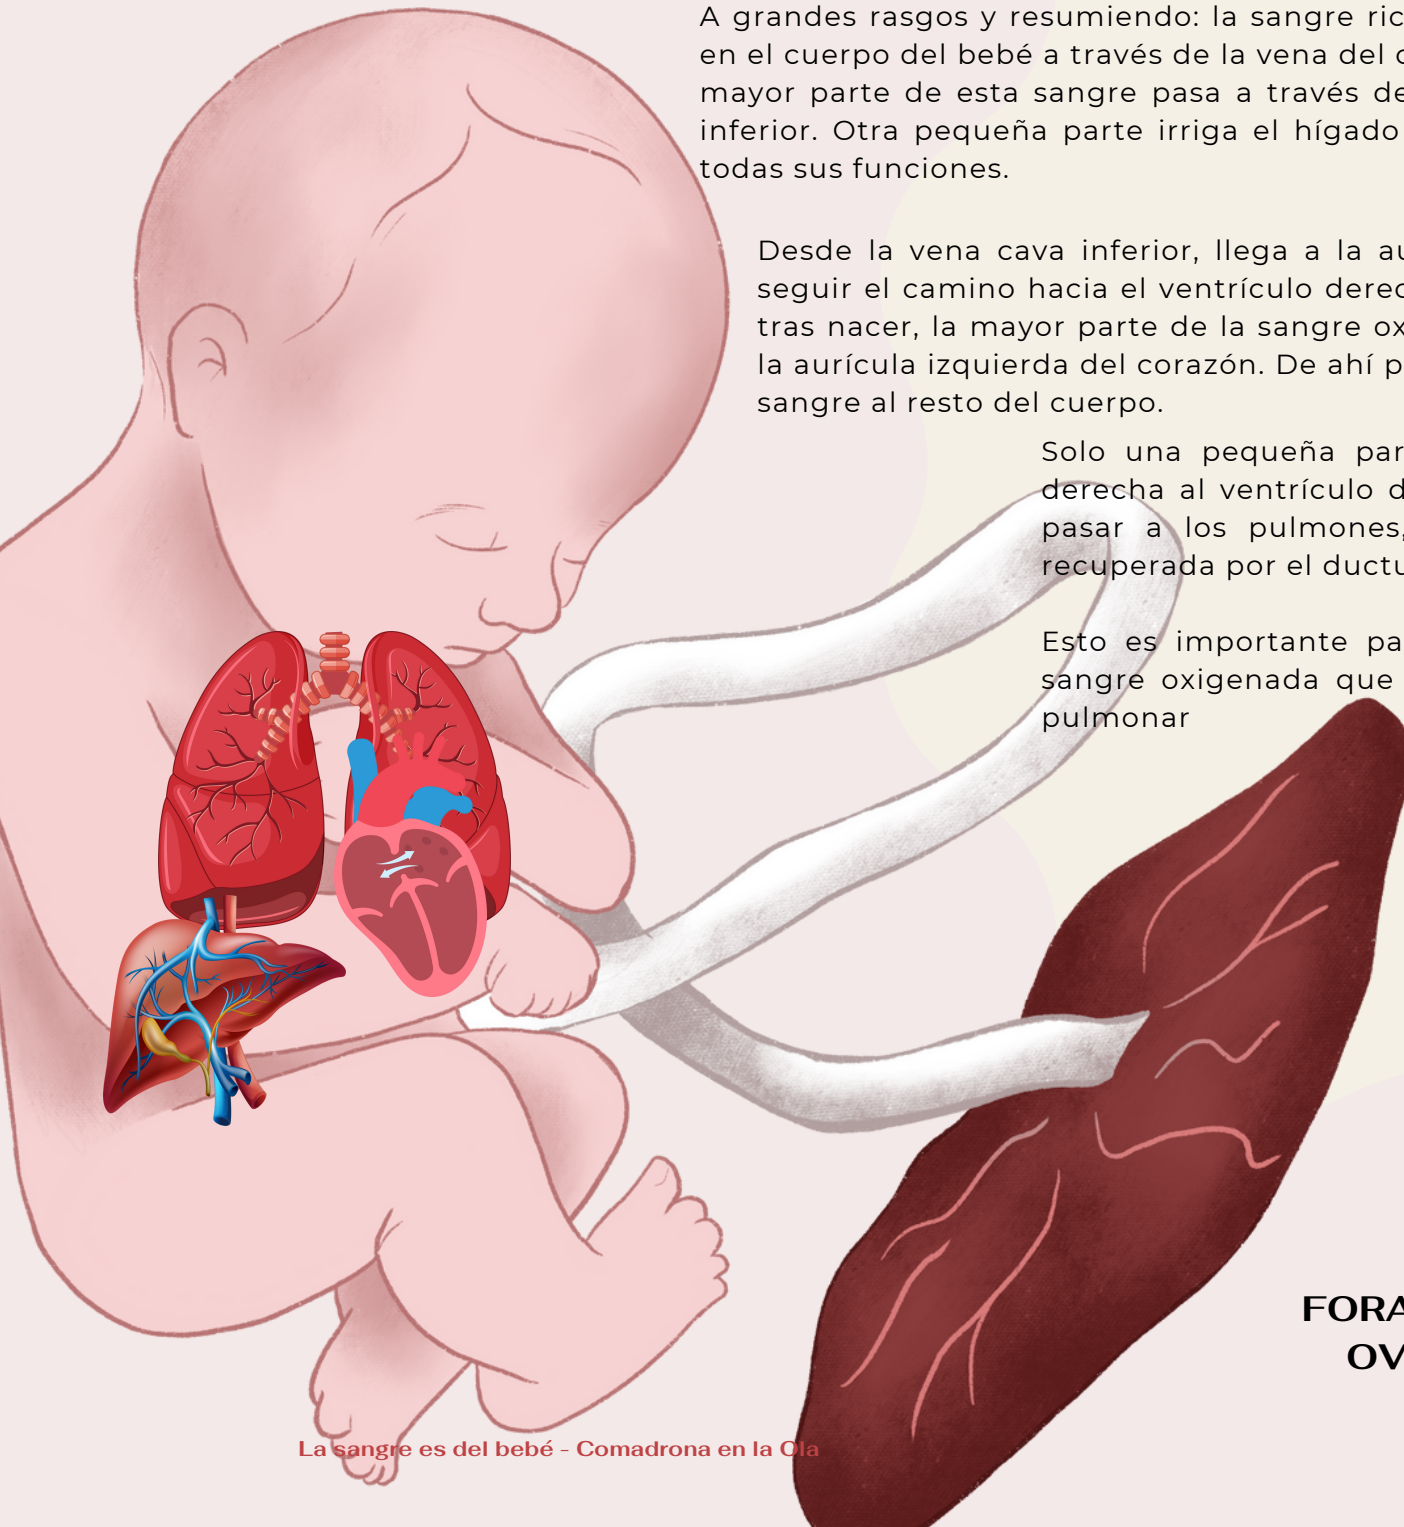 A grandes rasgos y resumiendo: la sangre ric
en el cuerpo del bebé a través de la vena del
mayor parte de esta sangre pasa a través de
inferior. Otra pequeña parte irriga el hígado
todas sus funciones.
Desde la vena cava inferior, llega a la au
seguir el camino hacia el ventrículo derec
tras nacer, la mayor parte de la sangre ox
la aurícula izquierda del corazón. De ahí p
sangre al resto del cuerpo.
Solo una pequeña par
derecha al ventrículo d
pasar a los pulmones,
recuperada por el ductu
Esto es importante pa
sangre oxigenada que
pulmonar
FORA
OV
La sangre es del bebé - Comadrona en la Ola